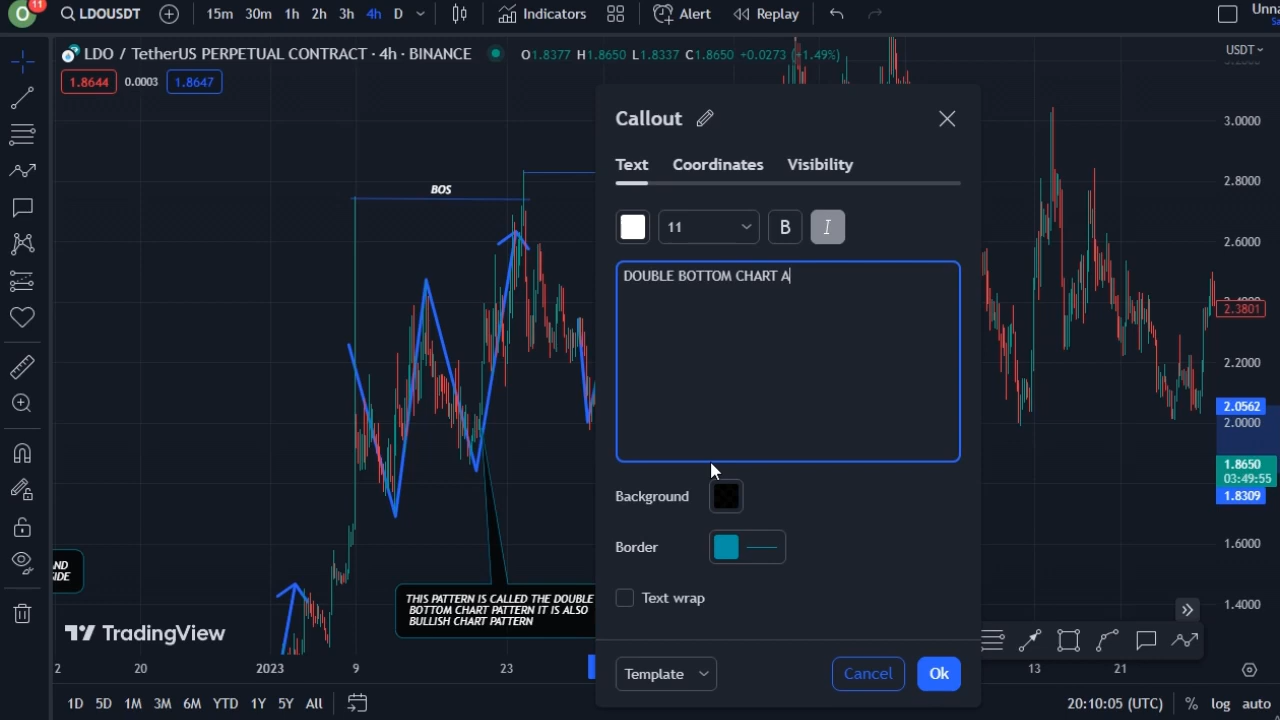 O
11
LDOUSDT
15m 30m 1h 2h 3h 4h D
Indicators
Alert
Replay
LDO / TetherUS PERPETUAL CONTRACT · 4h · BINANCE
O1.8377 H1.8650 L1.8337 C1.8650 +0.0273 (+1.49%)
1.8644
0.0003
1.8647
USDT
3.0000
2.8000
2.6000
2.3801
2.2000
2.0562
2.0000
1.8650
03:49:55
1.8309
1.6000
1.4000
BOS
THIS PATTERN IS CALLED THE DOUBLE
BOTTOM CHART PATTERN IT IS ALSO
BULLISH CHART PATTERN
Callout
Text Coordinates Visibility
11
B
I
DOUBLE BOTTOM CHART A
Background
Border
Text wrap
Template
Cancel
Ok
TradingView
20 2023 9 23 13 21
1D 5D 1M 3M 6M YTD 1Y 5Y All
20:10:05 (UTC)
%
log
auto